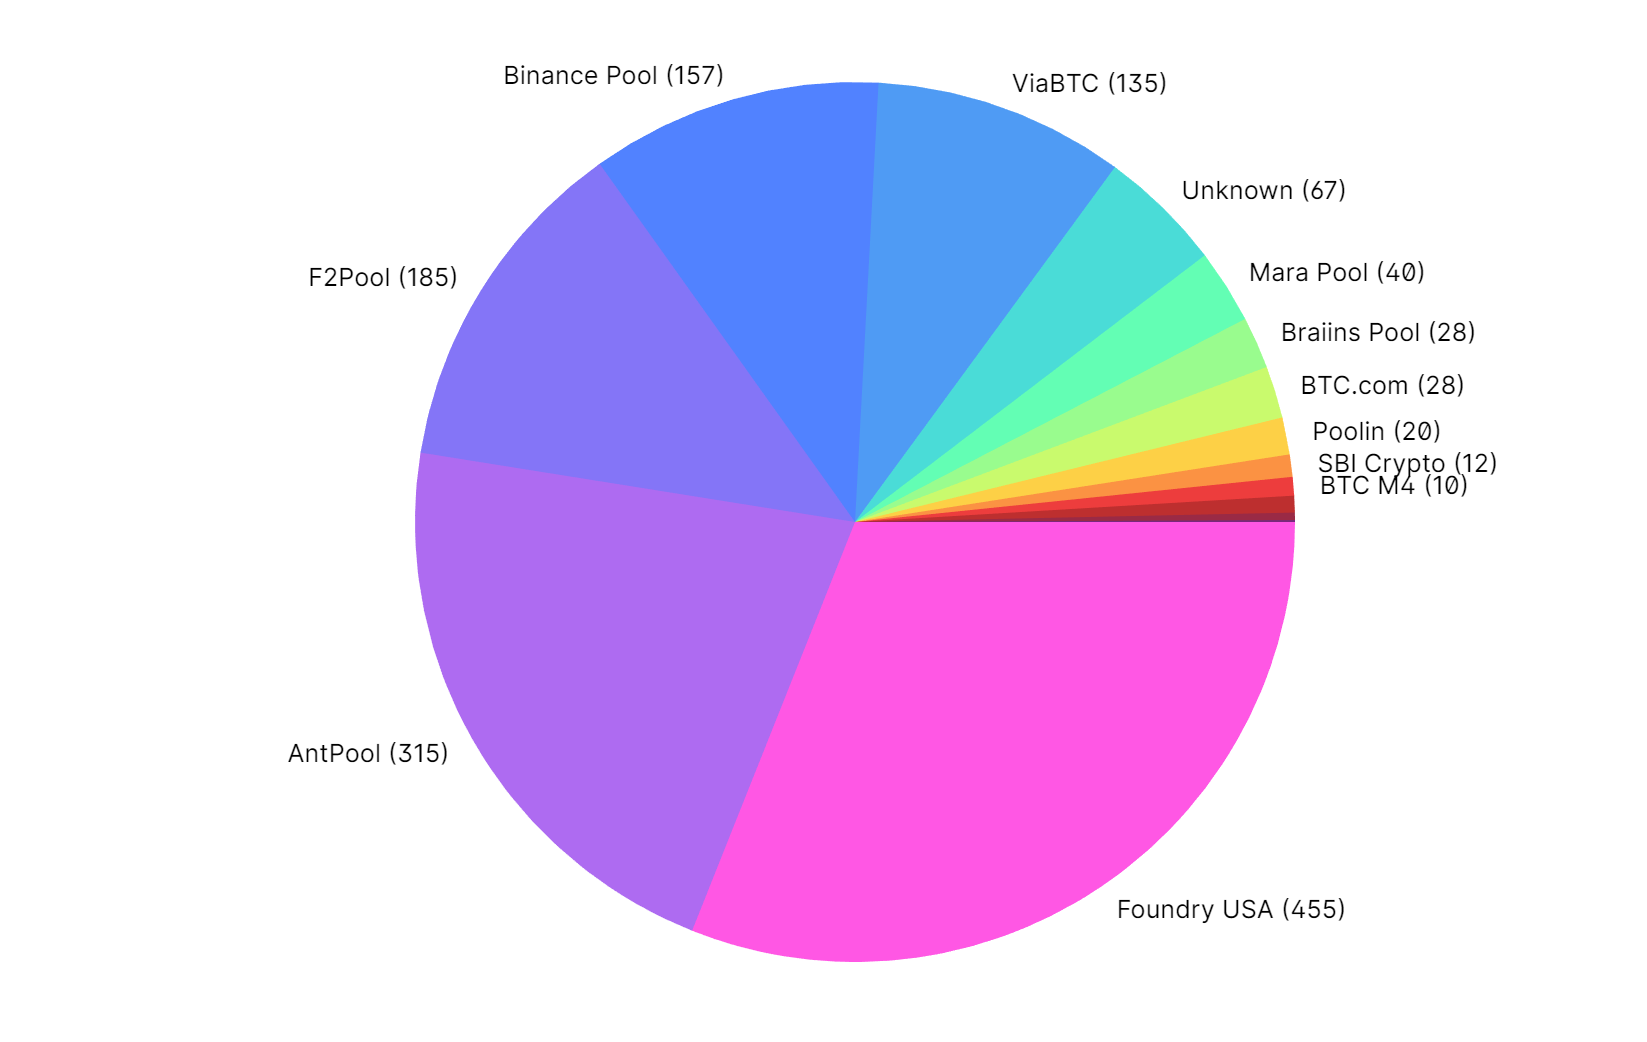 Binance Pool (157)
ViaBTC (135)
Unknown (67)
F2Pool (185)
Mara Pool (40)
Braiins Pool (28)
BTC.com (28)
Poolin (20)
SBI Crypto (12)
BTC M4 (10)
AntPool (315)
Foundry USA (455)